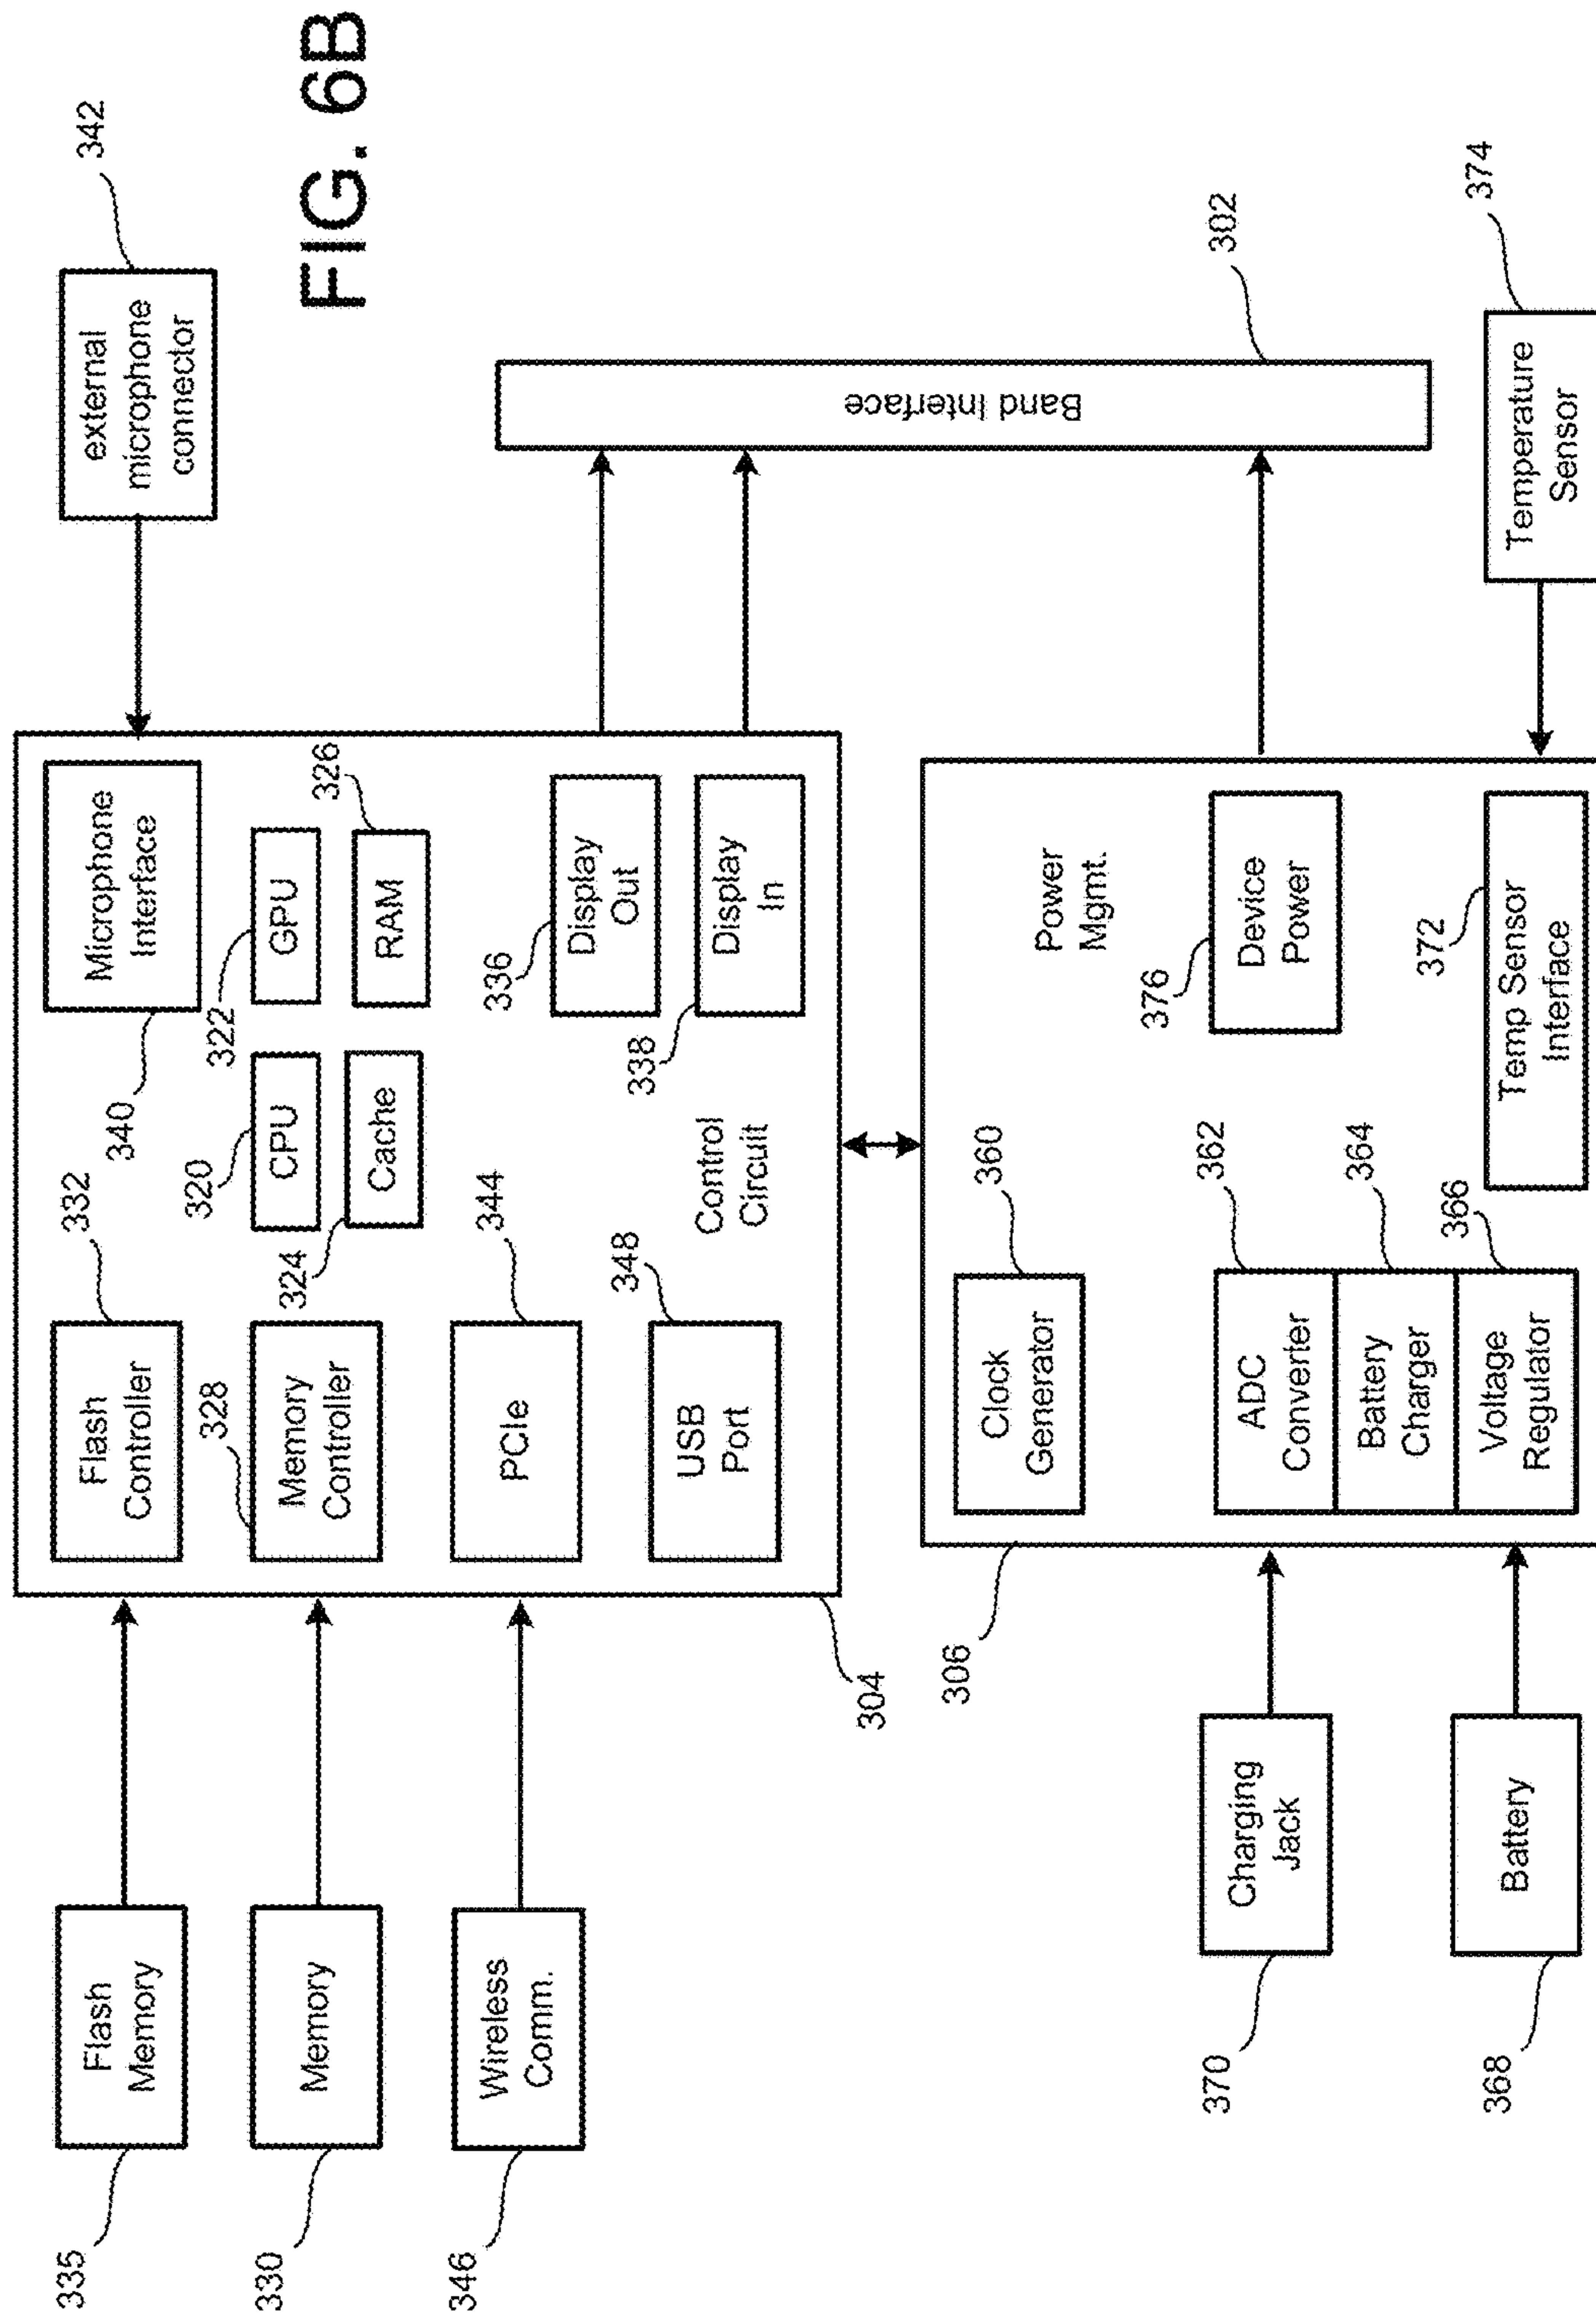 FIG. 6B
342
external
microphone
connector
Microphone
Interface
340
332
Flash
Controller
Flash
Memory
335
322
GPU
320
CPU
326
RAM
324
Cache
328
Memory
Controller
Memory
330
302
Band Interface
336
Display
Out
338
Display
In
344
PCIe
Wireless
Comm.
346
Control
Circuit
348
USB
Port
304
306
Power
Mgmt.
360
Clock
Generator
376
Device
Power
362
ADC
Converter
364
Battery
Charger
366
Voltage
Regulator
Charging
Jack
370
374
Temperature
Sensor
372
Temp Sensor
Interface
Battery
368